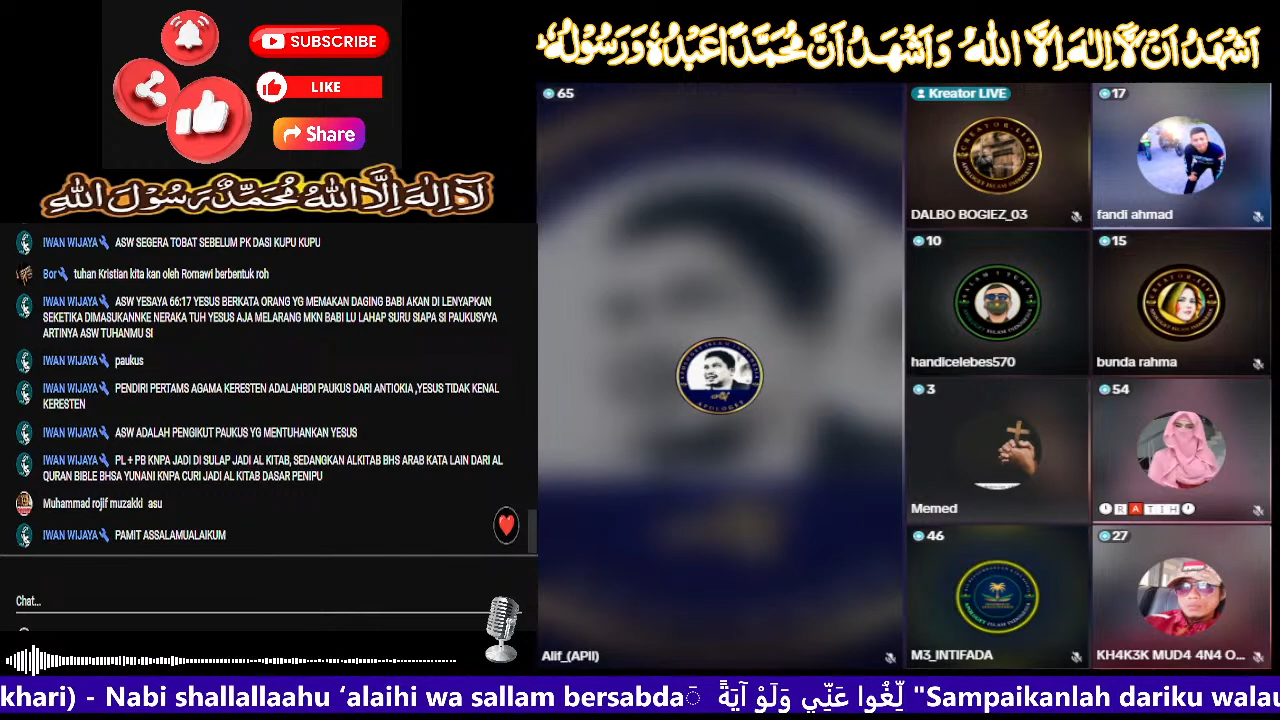 SUBSCRIBE
LIKE
Share
لَآ اِلٰهَ اِلَّا اللّٰهُ مُحَمَّدٌ رَسُوْلُ اللّٰهِ
اَشْهَدُ اَنْ لَّآ اِلٰهَ اِلَّا اللّٰهُ وَاَشْهَدُ اَنَّ مُحَمَّدًا عَبْدُهُ وَرَسُوْلُهُ
IWAN WIJAYA ASW SEGERA TOBAT SEBELUM PK DASI KUPU KUPU
Bor tuhan Kristian kita kan oleh Romawi berbentuk roh
IWAN WIJAYA ASW YESAYA 66:17 YESUS BERKATA ORANG YG MEMAKAN DAGING BABI AKAN DI LENYAPKAN
SEKETIKA DIMASUKANNKE NERAKA TUH YESUS AJA MELARANG MKN BABI LU LAHAP SURU SIAPA SI PAUKUSVYA
ARTINYA ASW TUHANMU SI
IWAN WIJAYA paukus
IWAN WIJAYA PENDIRI PERTAMS AGAMA KERESTEN ADALAHBDI PAUKUS DARI ANTIOKIA ,YESUS TIDAK KENAL
KERESTEN
IWAN WIJAYA ASW ADALAH PENGIKUT PAUKUS YG MENTUHANKAN YESUS
IWAN WIJAYA PL + PB KNPA JADI DI SULAP JADI AL KITAB, SEDANGKAN ALKITAB BHS ARAB KATA LAIN DARI AL
QURAN BIBLE BHSA YUNANI KNPA CURI JADI AL KITAB DASAR PENIPU
Muhammad rojif muzakki asu
IWAN WIJAYA PAMIT ASSALAMUALAIKUM
Chat...
65
Alif_(APII)
Kreator LIVE
DALBO BOGIEZ_03
17
fandi ahmad
10
handicelebes570
15
bunda rahma
3
Memed
54
RATIH
46
M3_INTIFADA
27
KH4K3K MUD4 4N4 O...
khari) - Nabi shallallaahu ‘alaihi wa sallam bersabda لِّغُوا عَنِّي وَلَوْ آيَةً "Sampaikanlah dariku walau